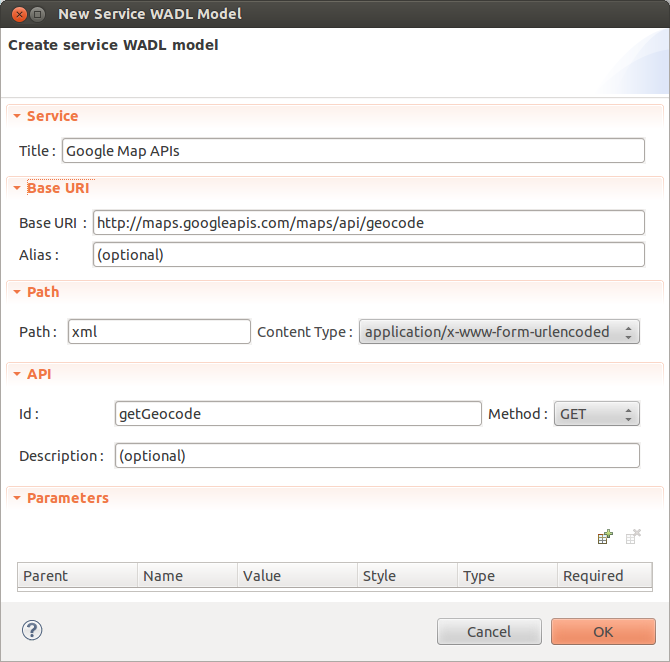 New Service WADL Model
Create service WADL model
Service
Title : Google Map APIs
Base URI
Base URI : http://maps.googleapis.com/maps/api/geocode
Alias : (optional)
Path
Path : xml Content Type : application/x-www-form-urlencoded
API
Id : getGeocode Method : GET
Description : (optional)
Parameters
Parent Name Value Style Type Required
? Cancel OK